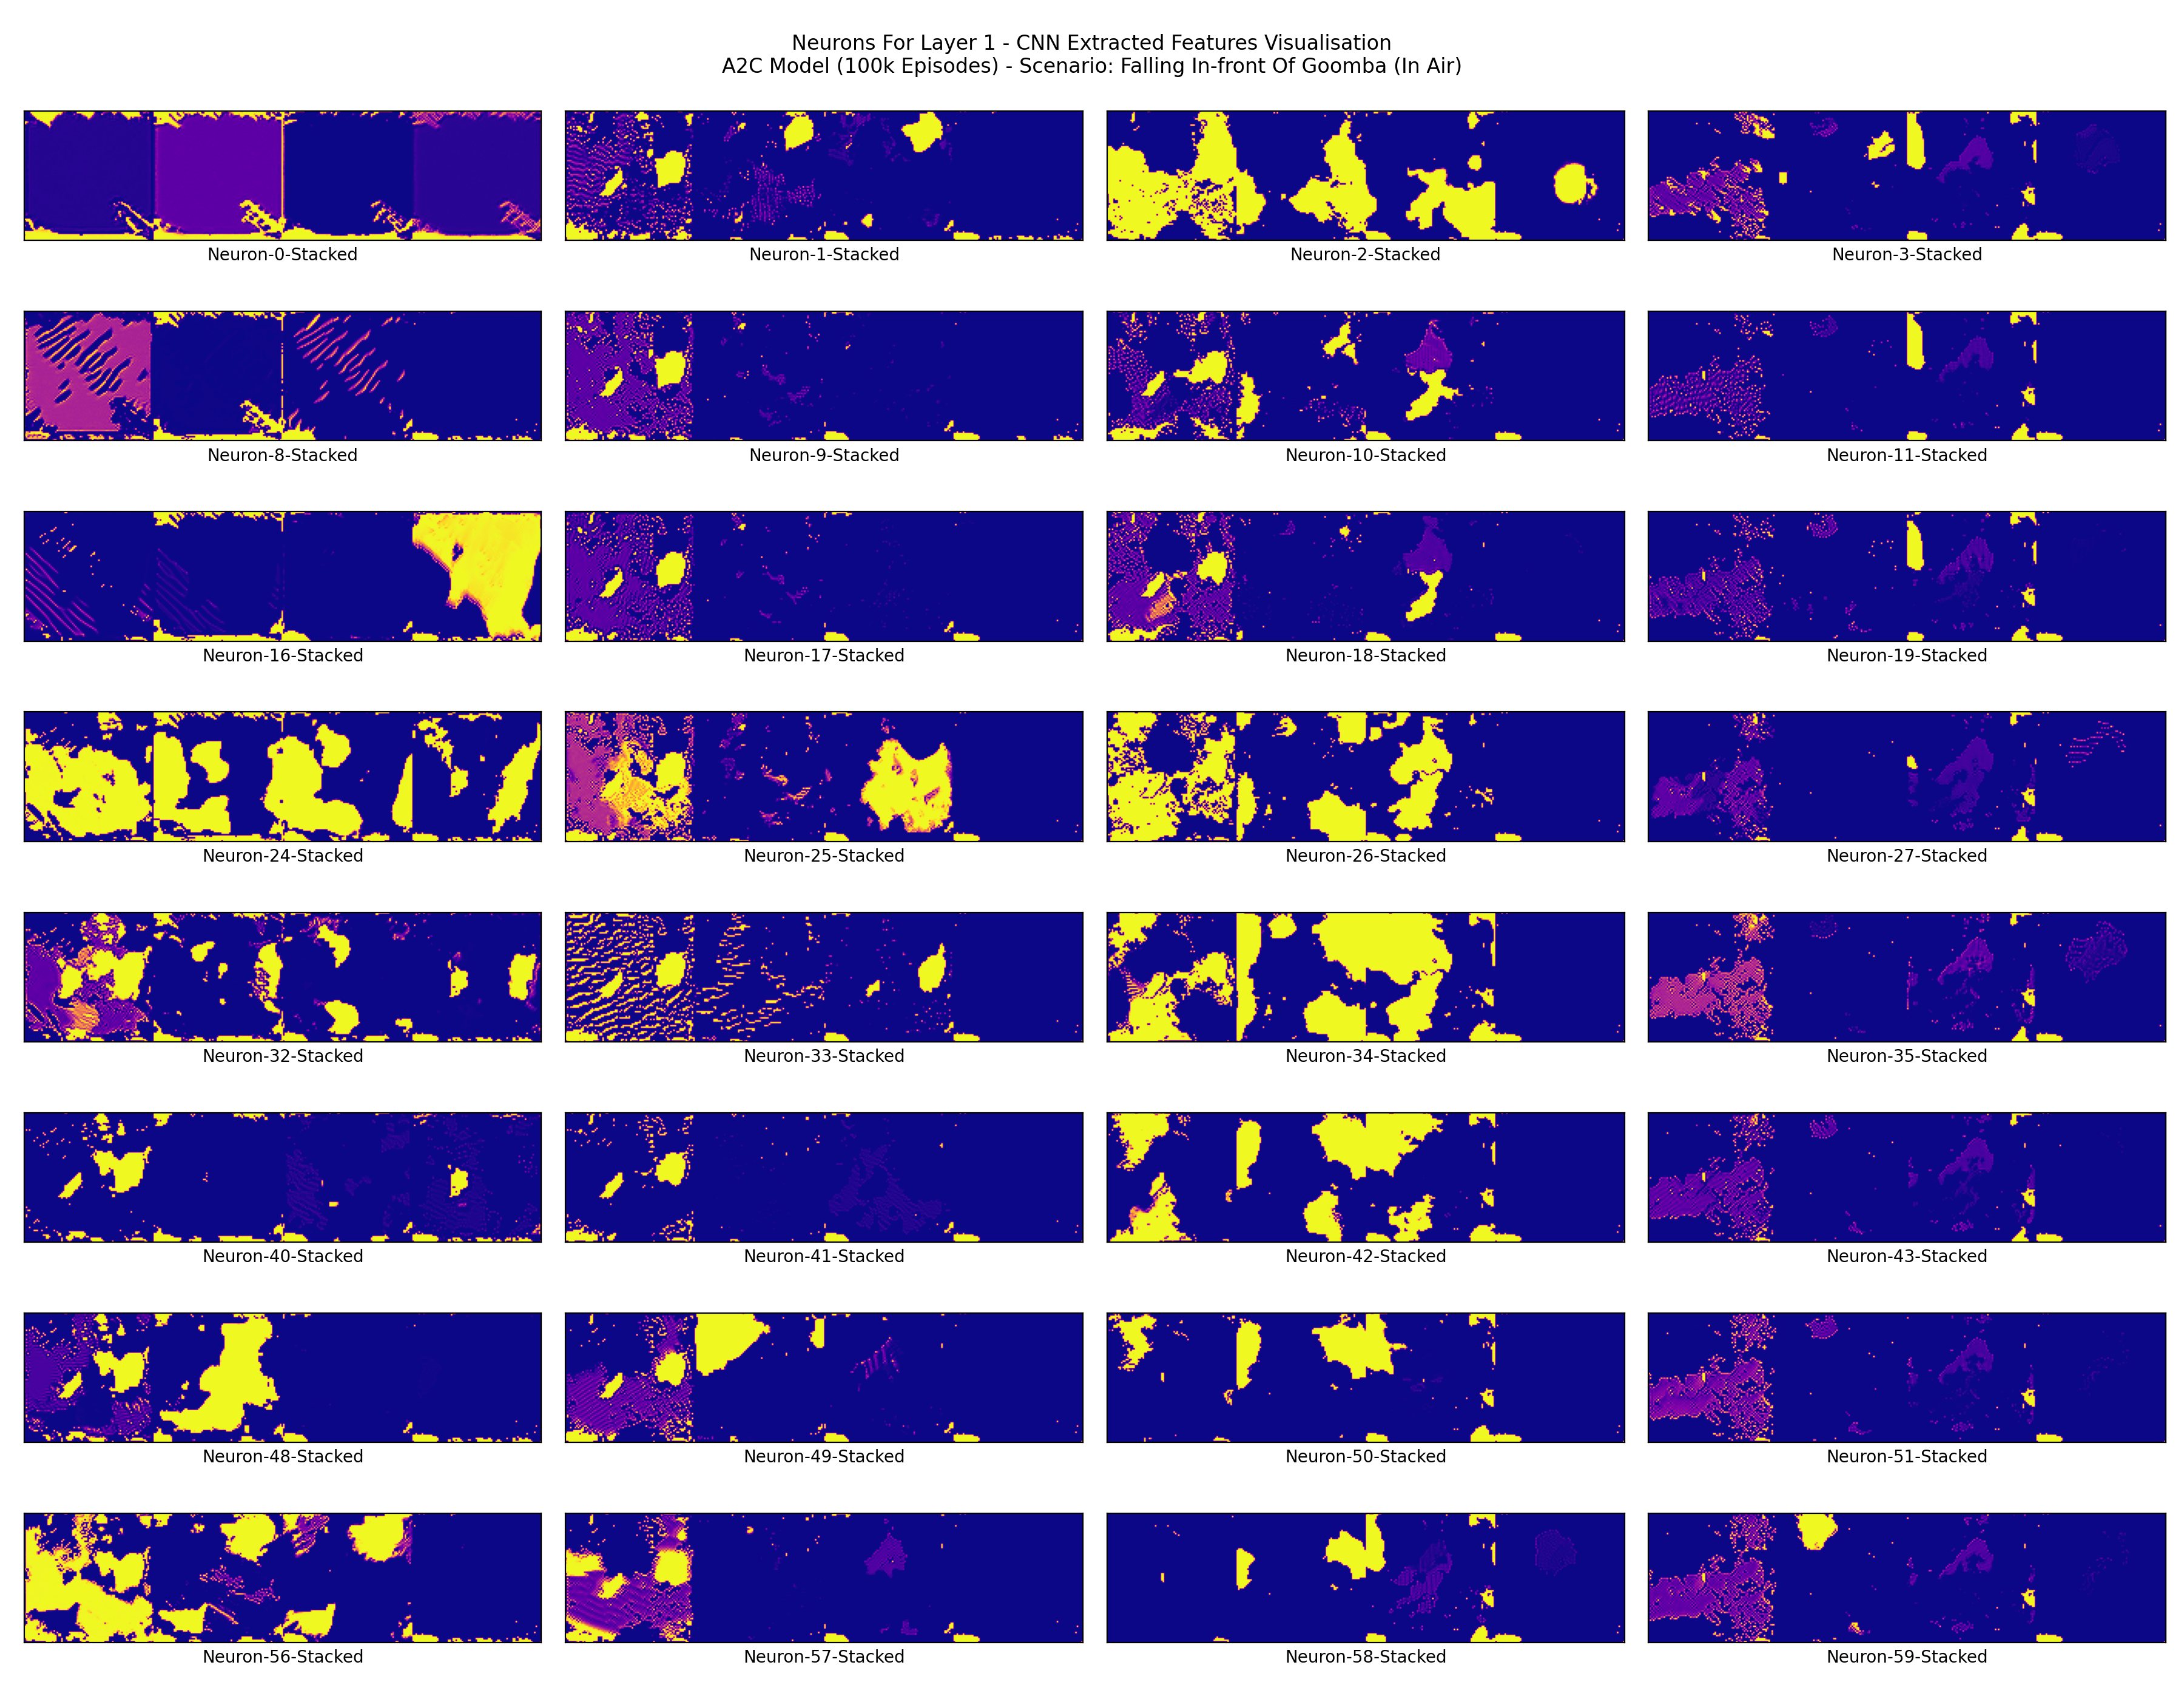 Neurons For Layer 1 - CNN Extracted Features Visualisation
A2C Model (100k Episodes) - Scenario: Falling In-front Of Goomba (In Air)
Neuron-0-Stacked
Neuron-1-Stacked
Neuron-2-Stacked
Neuron-3-Stacked
Neuron-8-Stacked
Neuron-9-Stacked
Neuron-10-Stacked
Neuron-11-Stacked
Neuron-16-Stacked
Neuron-17-Stacked
Neuron-18-Stacked
Neuron-19-Stacked
Neuron-24-Stacked
Neuron-25-Stacked
Neuron-26-Stacked
Neuron-27-Stacked
Neuron-32-Stacked
Neuron-33-Stacked
Neuron-34-Stacked
Neuron-35-Stacked
Neuron-40-Stacked
Neuron-41-Stacked
Neuron-42-Stacked
Neuron-43-Stacked
Neuron-48-Stacked
Neuron-49-Stacked
Neuron-50-Stacked
Neuron-51-Stacked
Neuron-56-Stacked
Neuron-57-Stacked
Neuron-58-Stacked
Neuron-59-Stacked